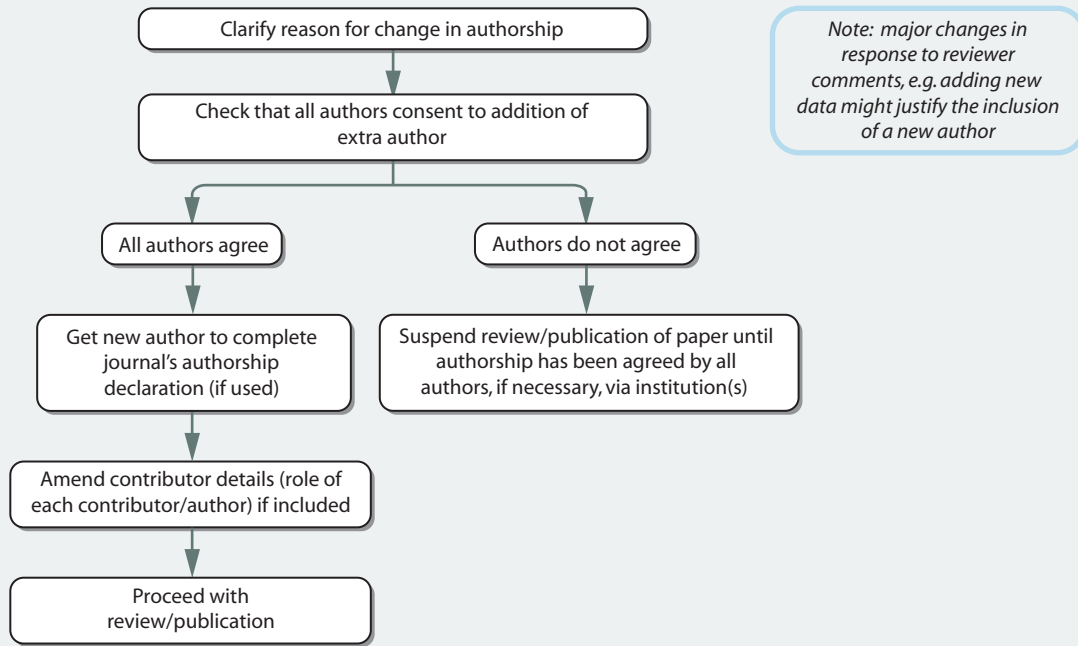 Clarify reason for change in authorship
Note: major changes in
response to reviewer
comments, e.g. adding new
data might justify the inclusion
of a new author
Check that all authors consent to addition of
extra author
All authors agree
Authors do not agree
Get new author to complete
journal’s authorship
declaration (if used)
Suspend review/publication of paper until
authorship has been agreed by all
authors, if necessary, via institution(s)
Amend contributor details (role of
each contributor/author) if included
Proceed with
review/publication